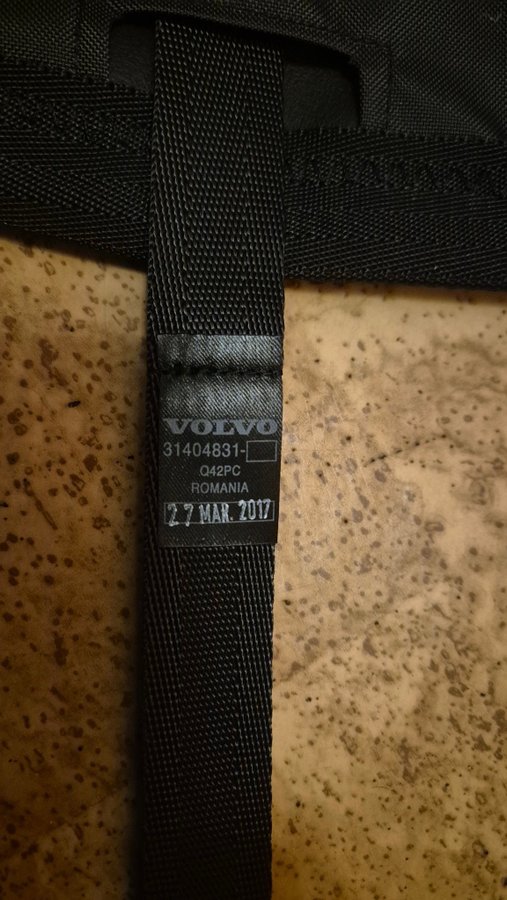 VOLVO
31404831-
Q42PC
ROMANIA
27 MAR. 2017